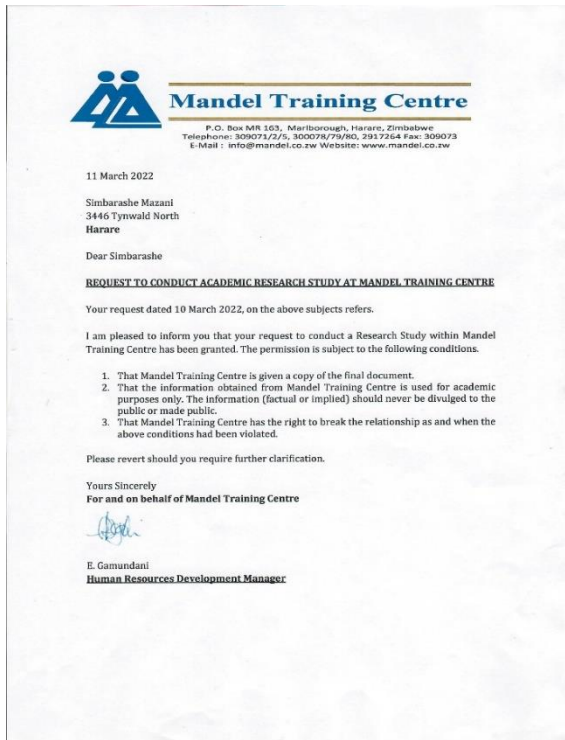 Mandel Training Centre
P.O. Box MR 163, Marlborough, Harare, Zimbabwe
Telephone: 309071/2/5, 300078/79/80, 2917264 Fax: 309073
E-Mail : info@mandel.co.zw Website: www.mandel.co.zw
11 March 2022
Simbarashe Mazani
3446 Tynwald North
Harare
Dear Simbarashe
REQUEST TO CONDUCT ACADEMIC RESEARCH STUDY AT MANDEL TRAINING CENTRE
Your request dated 10 March 2022, on the above subjects refers.
I am pleased to inform you that your request to conduct a Research Study within Mandel
Training Centre has been granted. The permission is subject to the following conditions.
1. That Mandel Training Centre is given a copy of the final document.
2. That the information obtained from Mandel Training Centre is used for academic
purposes only. The information (factual or implied) should never be divulged to the
public or made public.
3. That Mandel Training Centre has the right to break the relationship as and when the
above conditions had been violated.
Please revert should you require further clarification.
Yours Sincerely
For and on behalf of Mandel Training Centre
E. Gamundani
Human Resources Development Manager